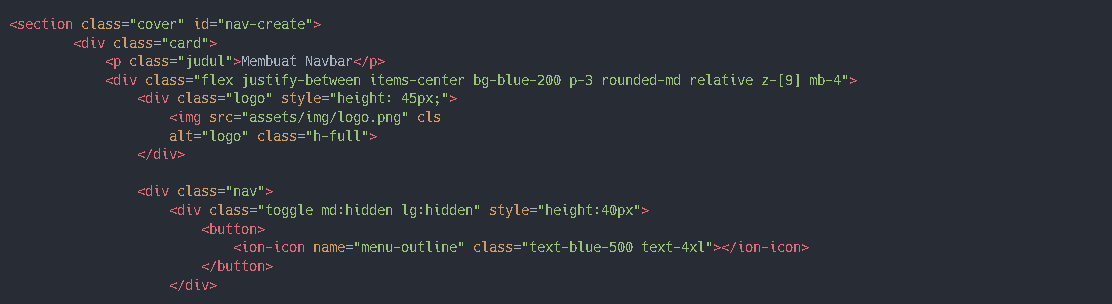 <section class="cover" id="nav-create">
<div class="card">
<p class="judul">Membuat Navbar</p>
<div class="flex justify-between items-center bg-blue-200 p-3 rounded-md relative z-[9] mb-4">
<div class="logo" style="height: 45px;">
<img src="assets/img/logo.png" cls
alt="logo" class="h-full">
</div>
<div class="nav">
<div class="toggle md:hidden lg:hidden" style="height:40px">
<button>
<ion-icon name="menu-outline" class="text-blue-500 text-4xl"></ion-icon>
</button>
</div>